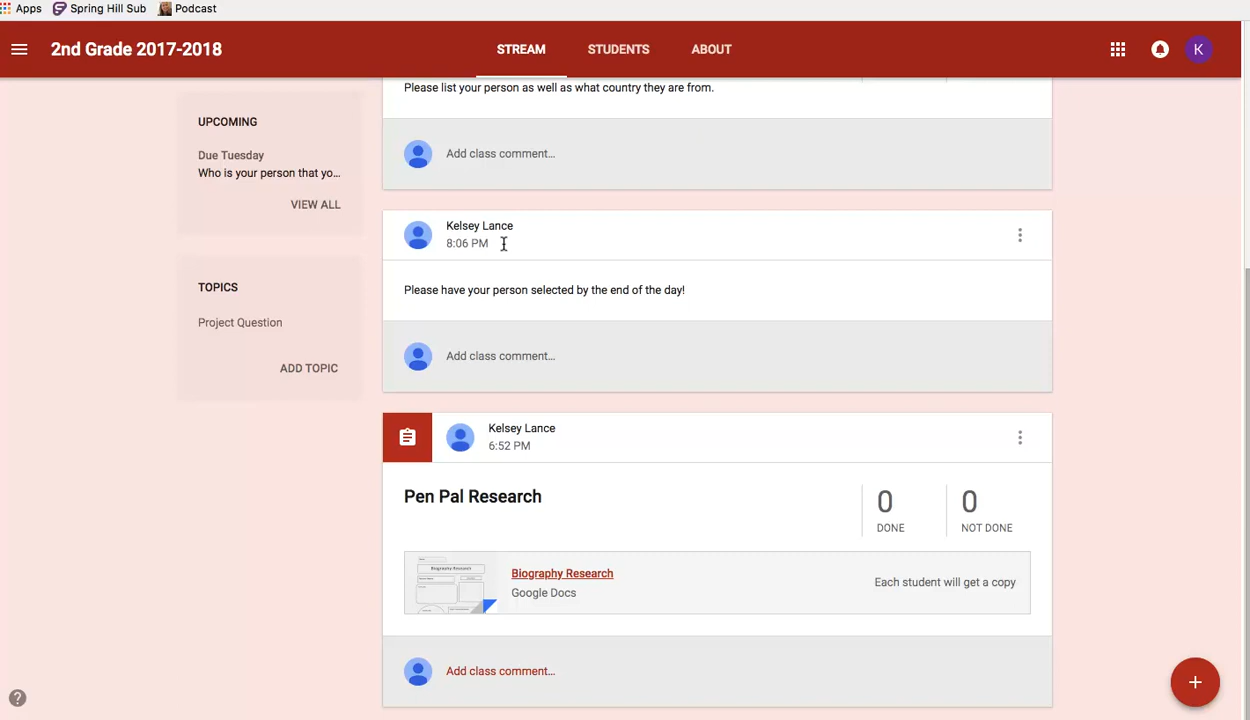 Apps Spring Hill Sub Podcast
2nd Grade 2017-2018 STREAM STUDENTS ABOUT K
Please list your person as well as what country they are from.
UPCOMING
Due Tuesday
Who is your person that yo...
VIEW ALL
Add class comment...
Kelsey Lance
8:06 PM
TOPICS
Project Question
ADD TOPIC
Please have your person selected by the end of the day!
Add class comment...
Kelsey Lance
6:52 PM
Pen Pal Research
0 0
DONE NOT DONE
Biography Research
Biography Research
Google Docs
Each student will get a copy
Add class comment...
+
?